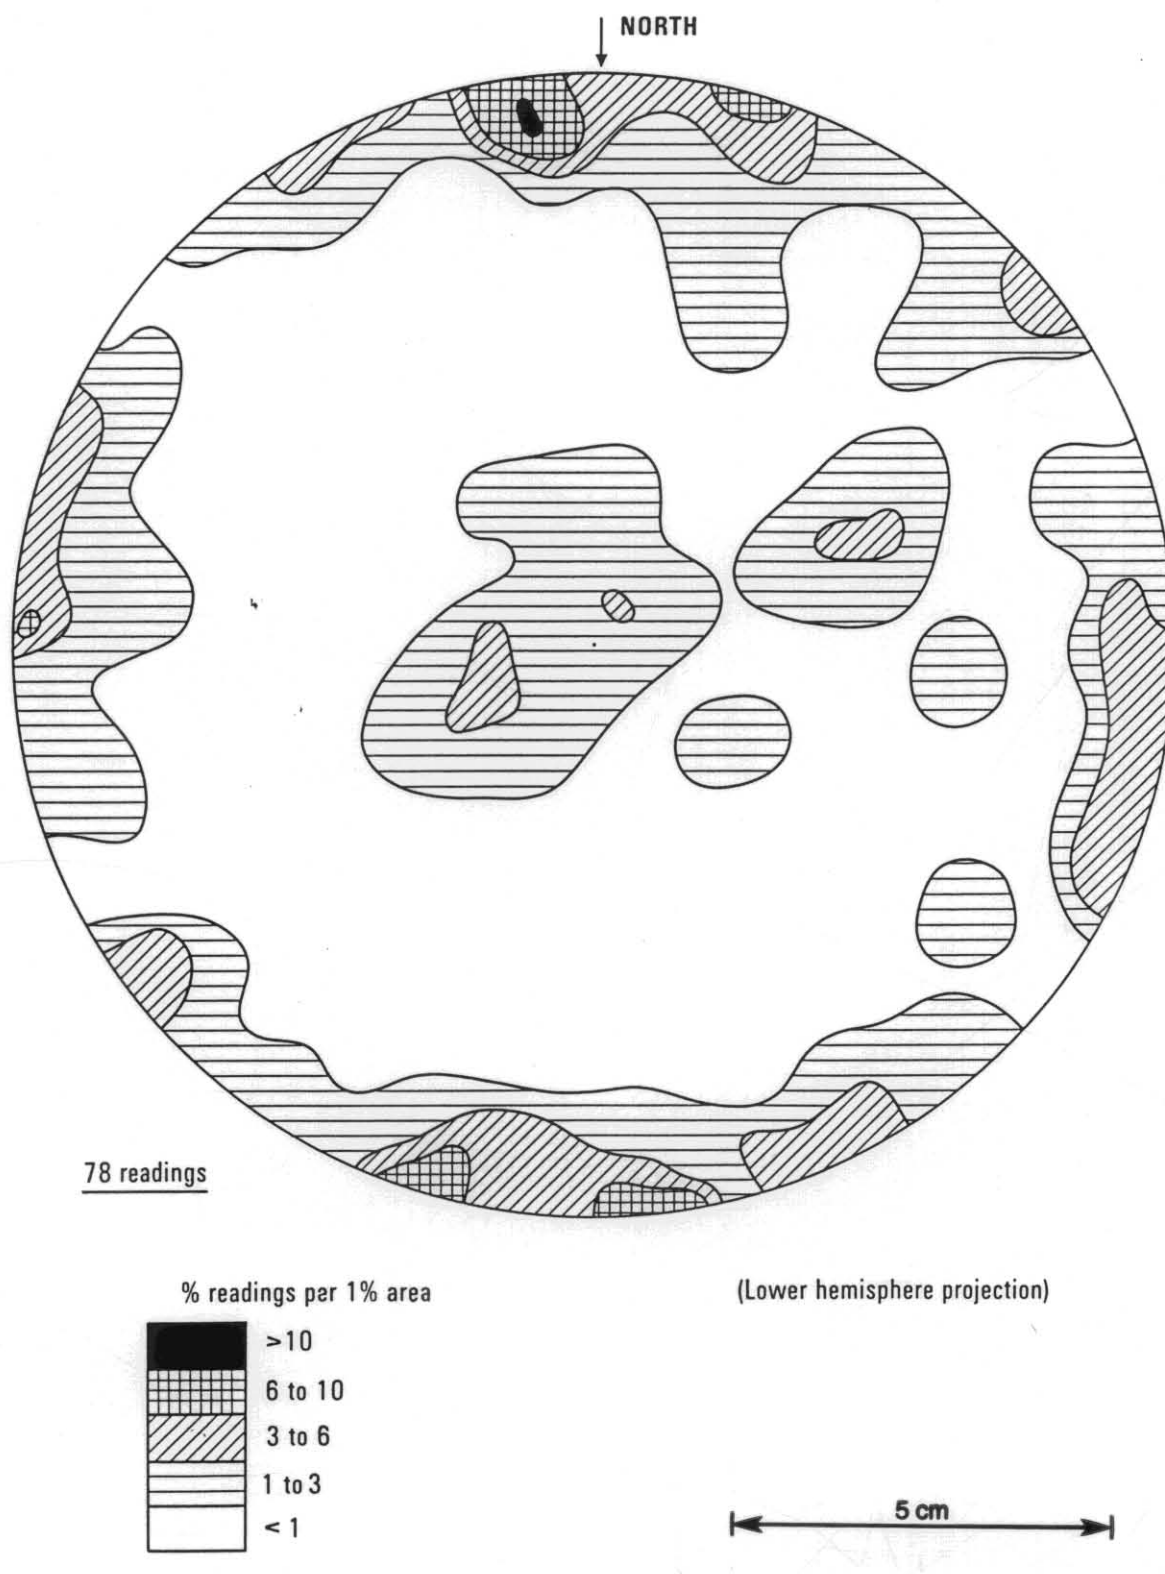 NORTH
78 readings
% readings per 1% area
(Lower hemisphere projection)
>10
6 to 10
3 to 6
1 to 3
< 1
5 cm